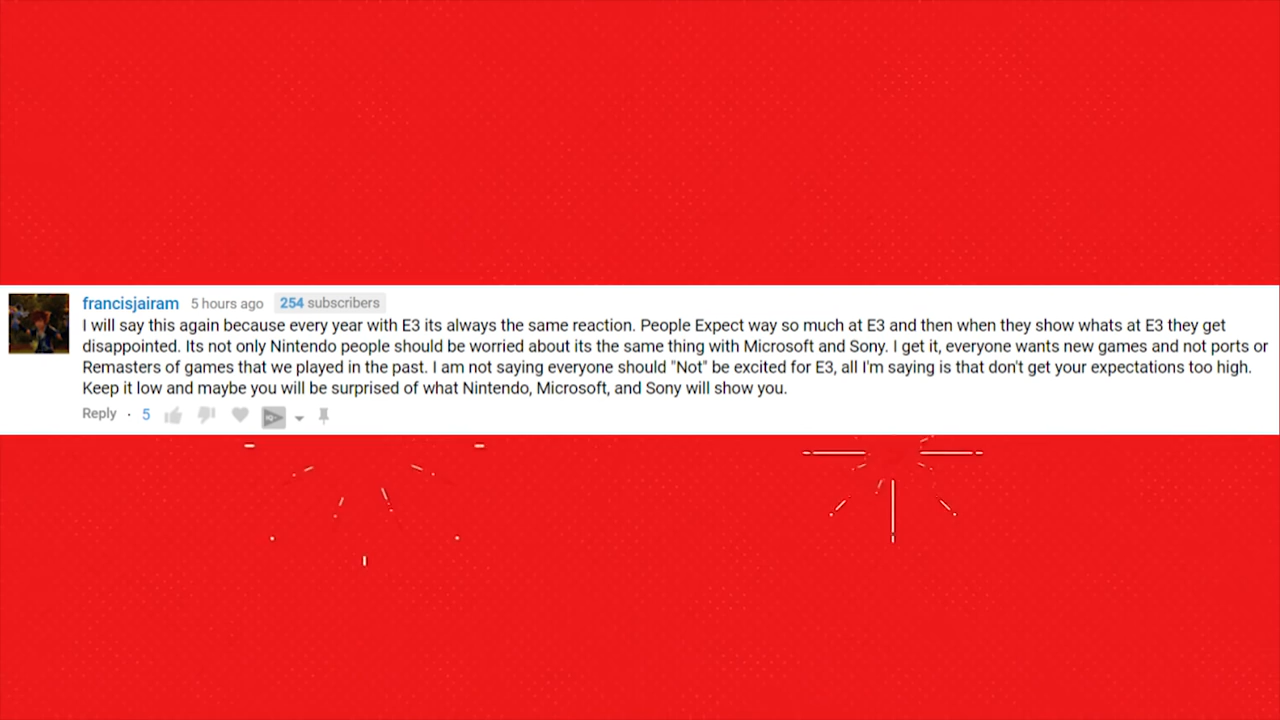 francisjairam 5 hours ago 254 subscribers
I will say this again because every year with E3 its always the same reaction. People Expect way so much at E3 and then when they show whats at E3 they get
disappointed. Its not only Nintendo people should be worried about its the same thing with Microsoft and Sony. I get it, everyone wants new games and not ports or
Remasters of games that we played in the past. I am not saying everyone should "Not" be excited for E3, all I'm saying is that don't get your expectations too high.
Keep it low and maybe you will be surprised of what Nintendo, Microsoft, and Sony will show you.
Reply · 5